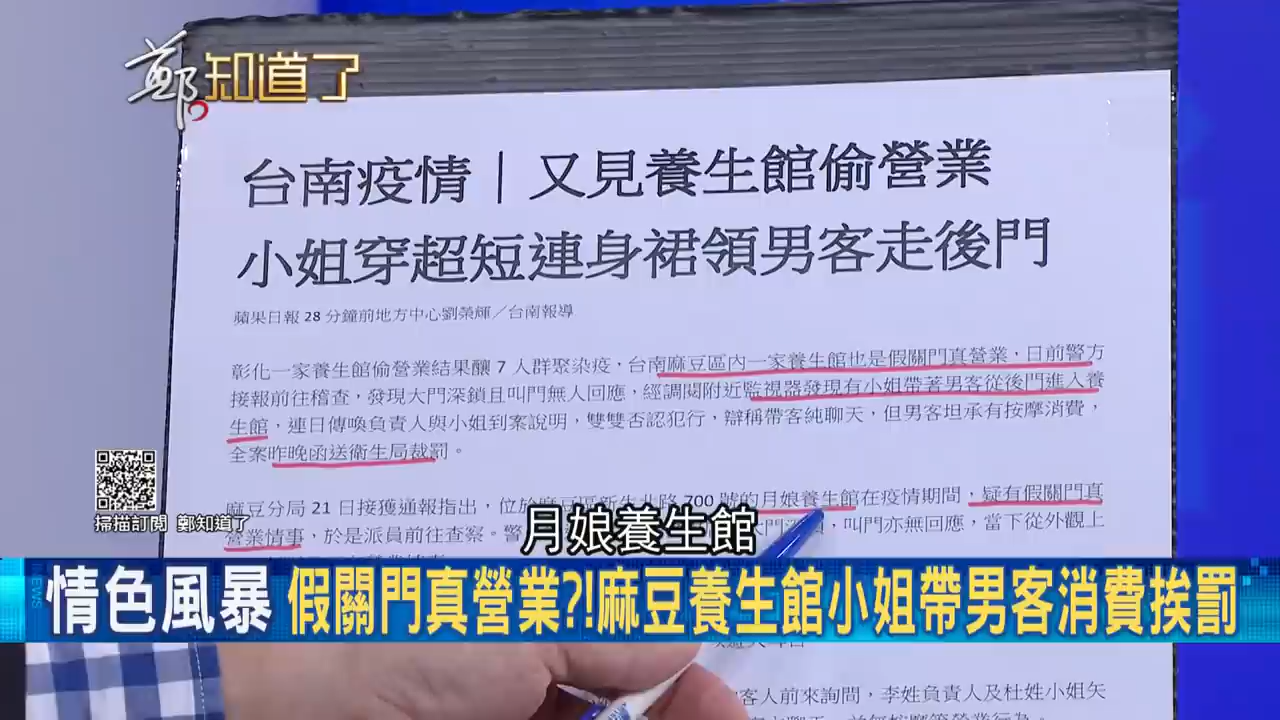 鄭知道了
台南疫情｜又見養生館偷營業
小姐穿超短連身裙領男客走後門
蘋果日報 28 分鐘前地方中心劉榮輝／台南報導
彰化一家養生館偷營業結果釀 7 人群聚染疫，台南麻豆區內一家養生館也是假關門真營業，日前警方
接報前往稽查，發現大門深鎖且叫門無人回應，經調閱附近監視器發現有小姐帶著男客從後門進入養
生館，連日傳喚負責人與小姐到案說明，雙雙否認犯行，辯稱帶客純聊天，但男客坦承有按摩消費，
全案昨晚函送衛生局裁罰。
麻豆分局 21 日接獲通報指出，位於麻豆區新生北路 700 號的月娘養生館在疫情期間，疑有假關門真
營業情事，於是派員前往查察。警
大門深鎖，叫門亦無回應，當下從外觀上
掃描訂閱 鄭知道了
月娘養生館
NEWS
情色風暴 假關門真營業?!麻豆養生館小姐帶男客消費挨罰
客人前來詢問，李姓負責人及杜姓小姐矢